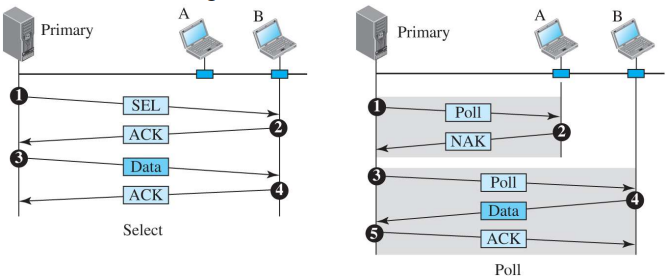 Primary
A
B
1
SEL
2
ACK
3
Data
4
ACK
Select
Primary
A
B
1
Poll
2
NAK
3
Poll
4
Data
5
ACK
Poll